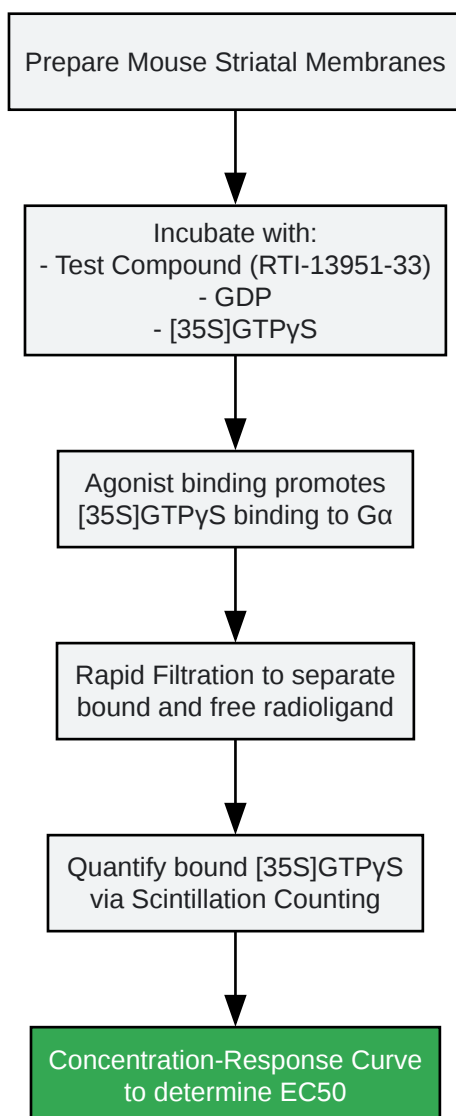 Prepare Mouse Striatal Membranes
Incubate with:
- Test Compound (RTI-13951-33)
- GDP
- [35S]GTPγS
Agonist binding promotes
[35S]GTPγS binding to Gα
Rapid Filtration to separate
bound and free radioligand
Quantify bound [35S]GTPγS
via Scintillation Counting
Concentration-Response Curve
to determine EC50